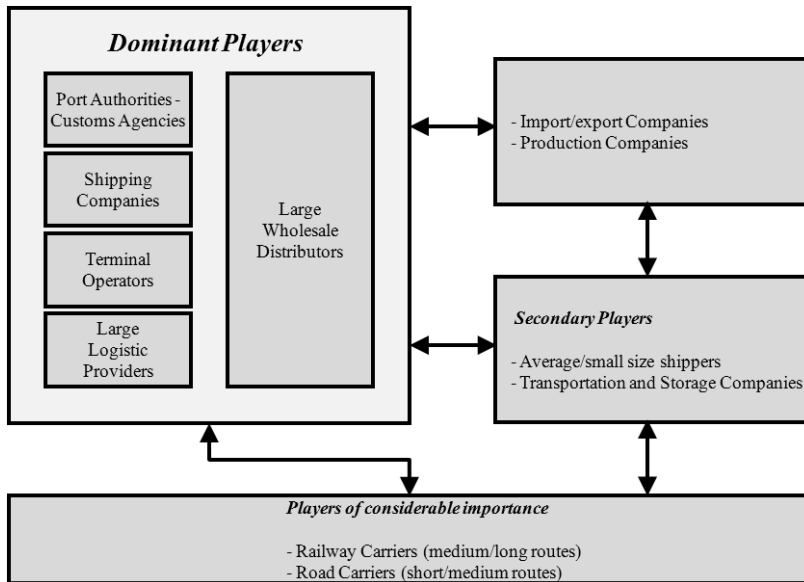 Dominant Players
Port Authorities -
Customs Agencies
Shipping
Companies
Terminal
Operators
Large
Logistic
Providers
Large
Wholesale
Distributors
- Import/export Companies
- Production Companies
Secondary Players
- Average/small size shippers
- Transportation and Storage Companies
Players of considerable importance
- Railway Carriers (medium/long routes)
- Road Carriers (short/medium routes)